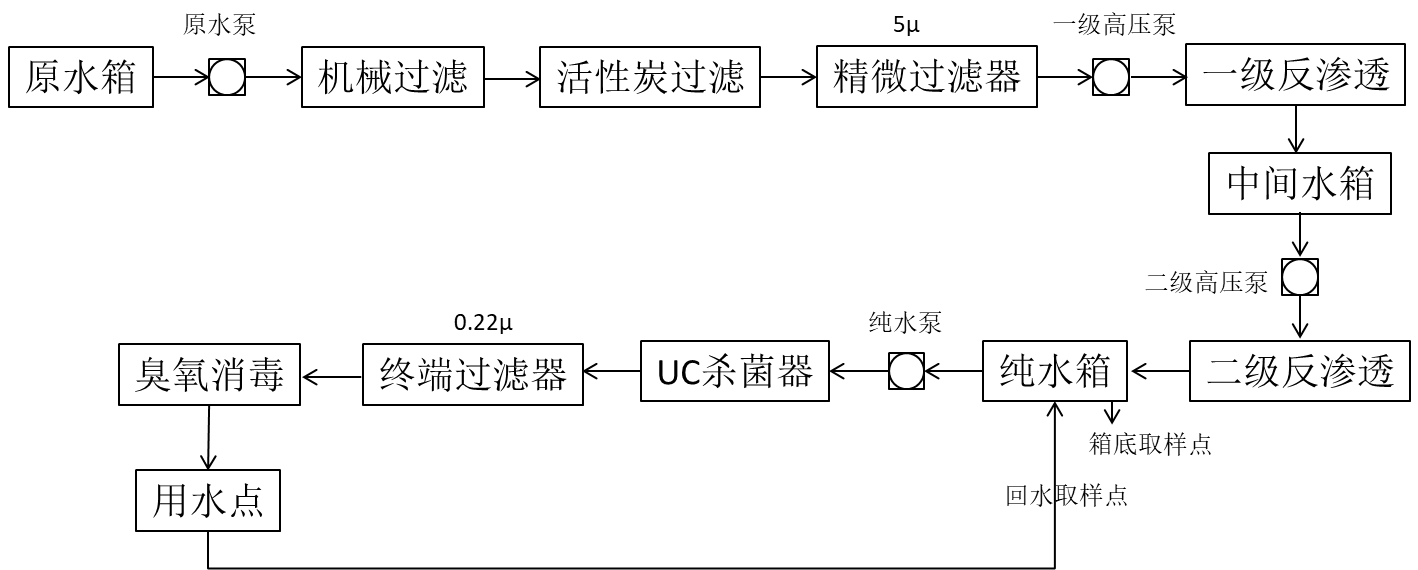 原水泵
5μ
一级高压泵
原水箱
机械过滤
活性炭过滤
精微过滤器
一级反渗透
中间水箱
二级高压泵
0.22μ
纯水泵
臭氧消毒
终端过滤器
UC杀菌器
纯水箱
二级反渗透
箱底取样点
用水点
回水取样点